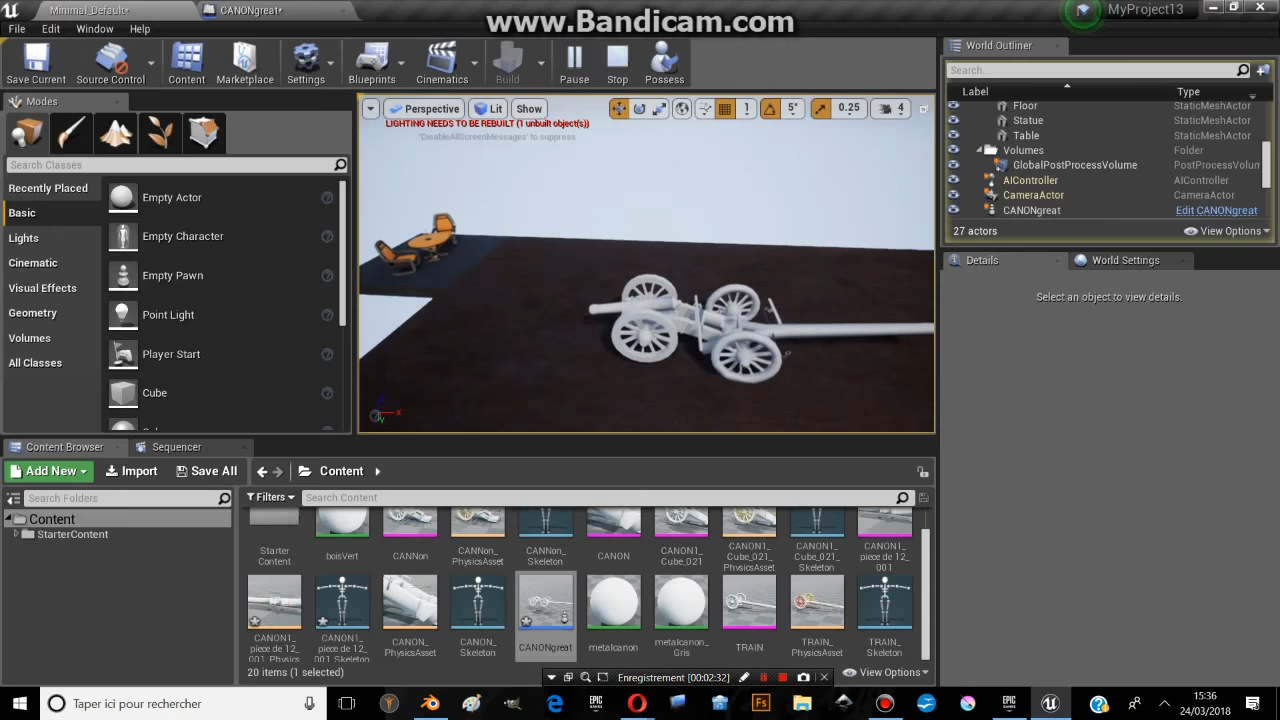 www.Bandicam.com
Minimal_Default*
CANONgreat*
MyProject13
File Edit Window Help
Save Current
Source Control
Content
Marketplace
Settings
Blueprints
Cinematics
Build
Pause
Stop
Possess
World Outliner
Search...
Label Type
Floor StaticMeshActor
Statue StaticMeshActor
Table StaticMeshActor
Volumes Folder
GlobalPostProcessVolume PostProcessVolum
AIController AIController
CameraActor CameraActor
CANONgreat Edit CANONgreat
27 actors
View Options
Details
World Settings
Select an object to view details.
Modes
Search Classes
Recently Placed
Basic
Lights
Cinematic
Visual Effects
Geometry
Volumes
All Classes
Empty Actor
Empty Character
Empty Pawn
Point Light
Player Start
Cube
Perspective Lit Show
1 5° 0.25 4
LIGHTING NEEDS TO BE REBUILT (1 unbuilt object(s))
'DisableAllScreenMessages' to suppress
Content Browser
Sequencer
Add New Import Save All Content
Search Folders
Filters
Search Content
Content
StarterContent
Starter Content
boisVert
CANNon
CANNon_ PhysicsAsset
CANNon_ Skeleton
CANON
CANON1_ Cube_021
CANON1_ Cube_021_ PhysicsAsset
CANON1_ Cube_021_ Skeleton
CANON1_ piece de 12_ 001
CANON1_ piece de 12_ 001_Physics
CANON1_ piece de 12_ 001_Skeleton
CANON_ PhysicsAsset
CANON_ Skeleton
CANONgreat
metalcanon
metalcanon_ Gris
TRAIN
TRAIN_ PhysicsAsset
TRAIN_ Skeleton
20 items (1 selected)
Enregistrement [00:02:32]
View Options
Taper ici pour rechercher
15:36
24/03/2018